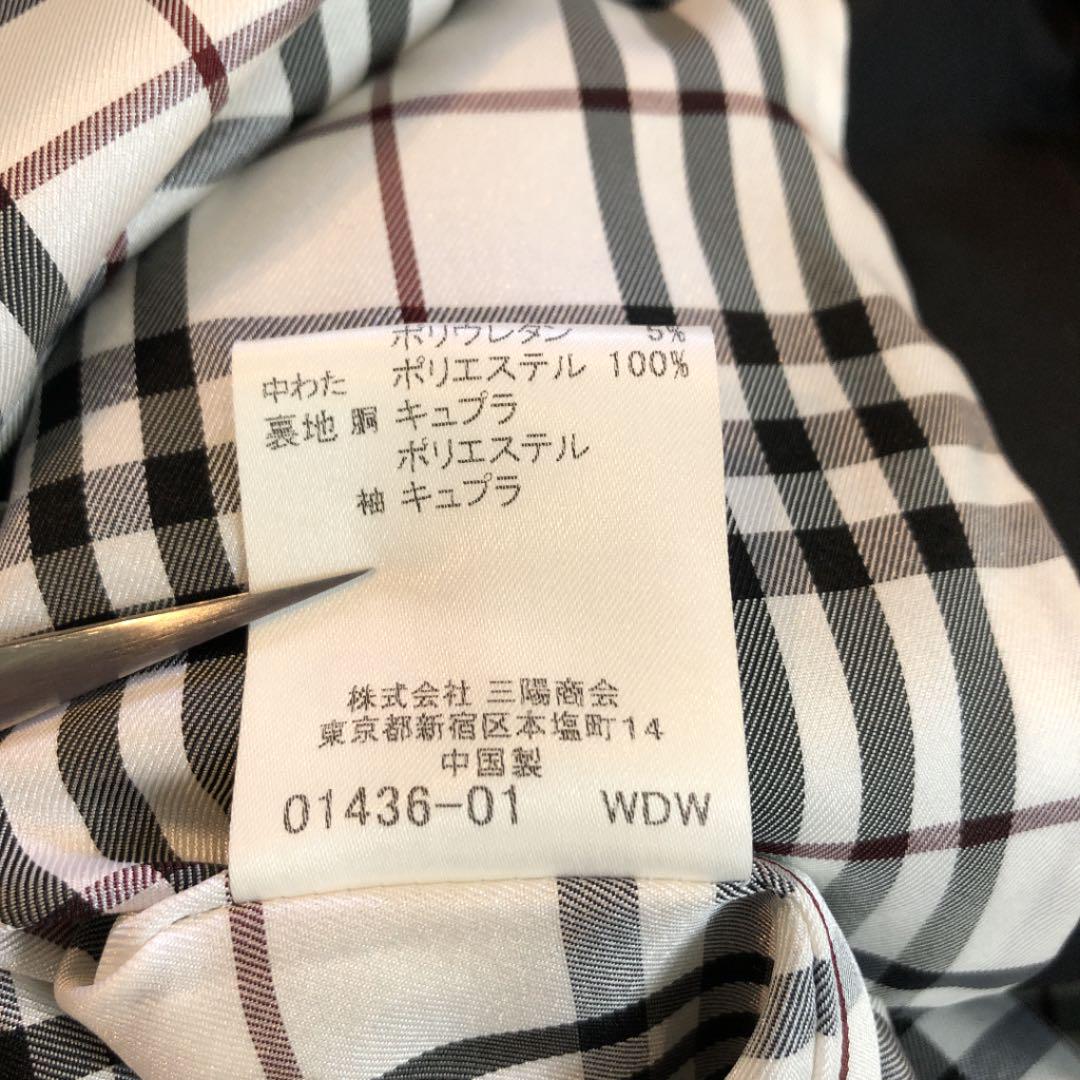 ポリウレタン 5%
中わた ポリエステル 100%
裏地 胴 キュプラ
ポリエステル
袖 キュプラ
株式会社 三陽商会
東京都新宿区本塩町14
中国製
01436-01 WDW